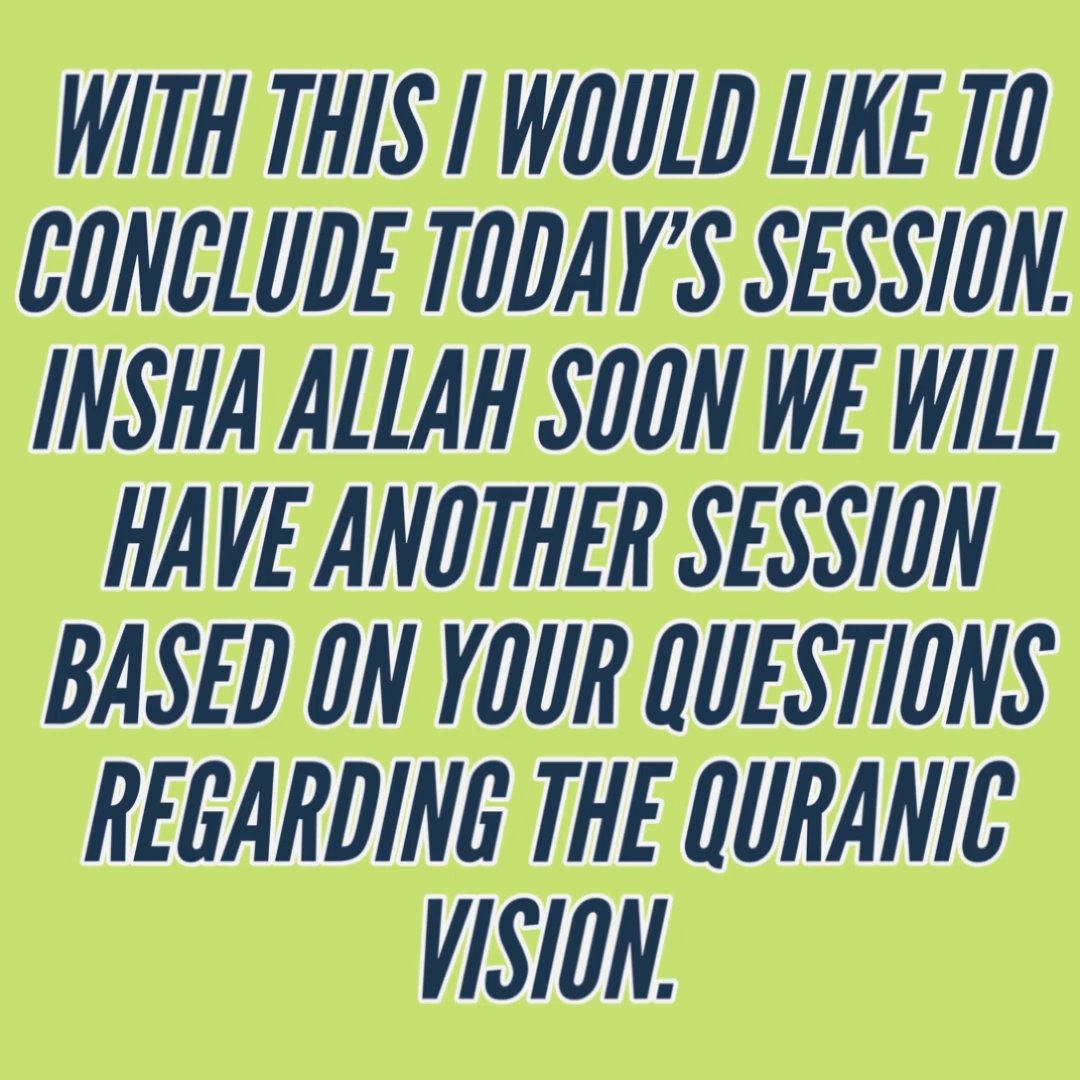 WITH THIS I WOULD LIKE TO
CONCLUDE TODAY'S SESSION.
INSHA ALLAH SOON WE WILL
HAVE ANOTHER SESSION
BASED ON YOUR QUESTIONS
REGARDING THE QURANIC
VISION.